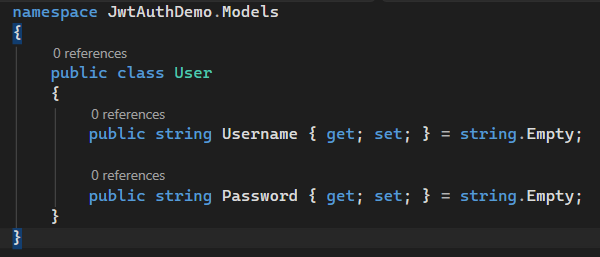 namespace JwtAuthDemo.Models
{
0 references
public class User
{
0 references
public string Username { get; set; } = string.Empty;
0 references
public string Password { get; set; } = string.Empty;
}
}